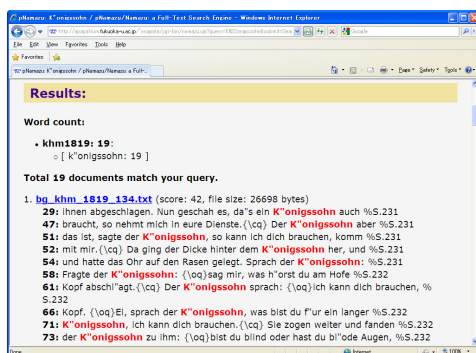 pNamazu: K"onigssohn / pNamazu/Namazu: a Full-Text Search Engine - Windows Internet Explorer
Google
File Edit View Favorites Tools Help
Favorites
pNamazu: K"onigssohn / pNamazu/Namazu: a Full-...
Page Safety Tools
Results:
Word count:
khm1819: 19:
[ k"onigssohn: 19 ]
Total 19 documents match your query.
1. bg_khm_1819_134.txt (score: 42, file size: 26698 bytes)
29: ihnen abgeschlagen. Nun geschah es, da"s ein K"onigssohn auch %S.231
47: braucht, so nehmt mich in eure Dienste.{\cq} Der K"onigssohn aber %S.231
51: das ist, sagte der K"onigssohn, so kann ich dich brauchen, komm %S.231
52: mit mir.{\cq} Da ging der Dicke hinter dem K"onigssohn her, und %S.231
54: und hatte das Ohr auf den Rasen gelegt. Sprach der K"onigssohn: %S.231
58: Fragte der K"onigssohn: {\oq}sag mir, was h"orst du am Hofe %S.232
61: Kopf abschl"agt.{\cq} Der K"onigssohn sprach: {\oq}ich kann dich brauchen, %
S.232
66: Kopf. {\oq}Ei, sprach der K"onigssohn, was bist du f"ur ein langer %S.232
71: K"onigssohn, ich kann dich brauchen.{\cq} Sie zogen weiter und fanden %S.232
73: der K"onigssohn zu ihm: {\oq}bist du blind oder hast du bl"ode Augen, %S.232
Done
Internet
100%